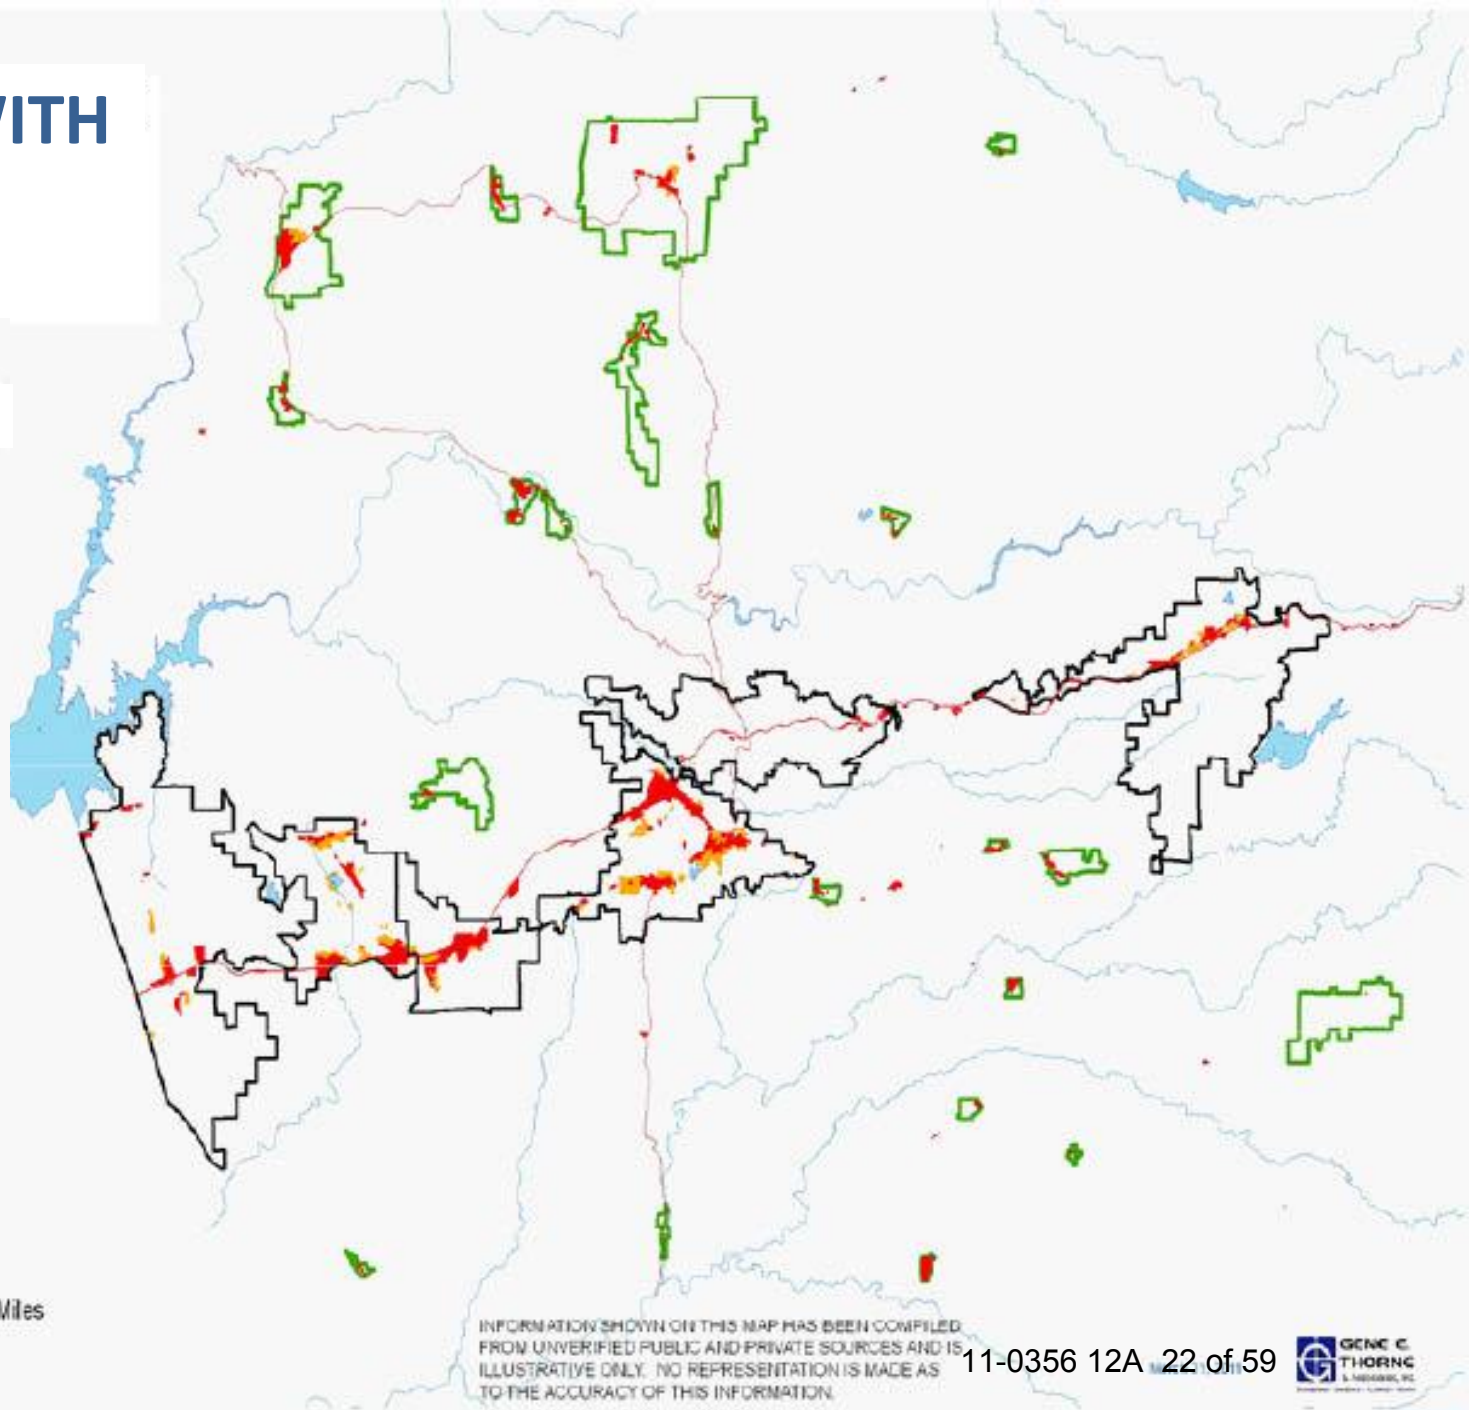 WITH
4
Miles
INFORMATION SHOWN ON THIS MAP HAS BEEN COMPILED
FROM UNVERIFIED PUBLIC AND PRIVATE SOURCES AND IS
ILLUSTRATIVE ONLY. NO REPRESENTATION IS MADE AS
TO THE ACCURACY OF THIS INFORMATION.
11-0356 12A 22 of 59
GENE E.
THORNE